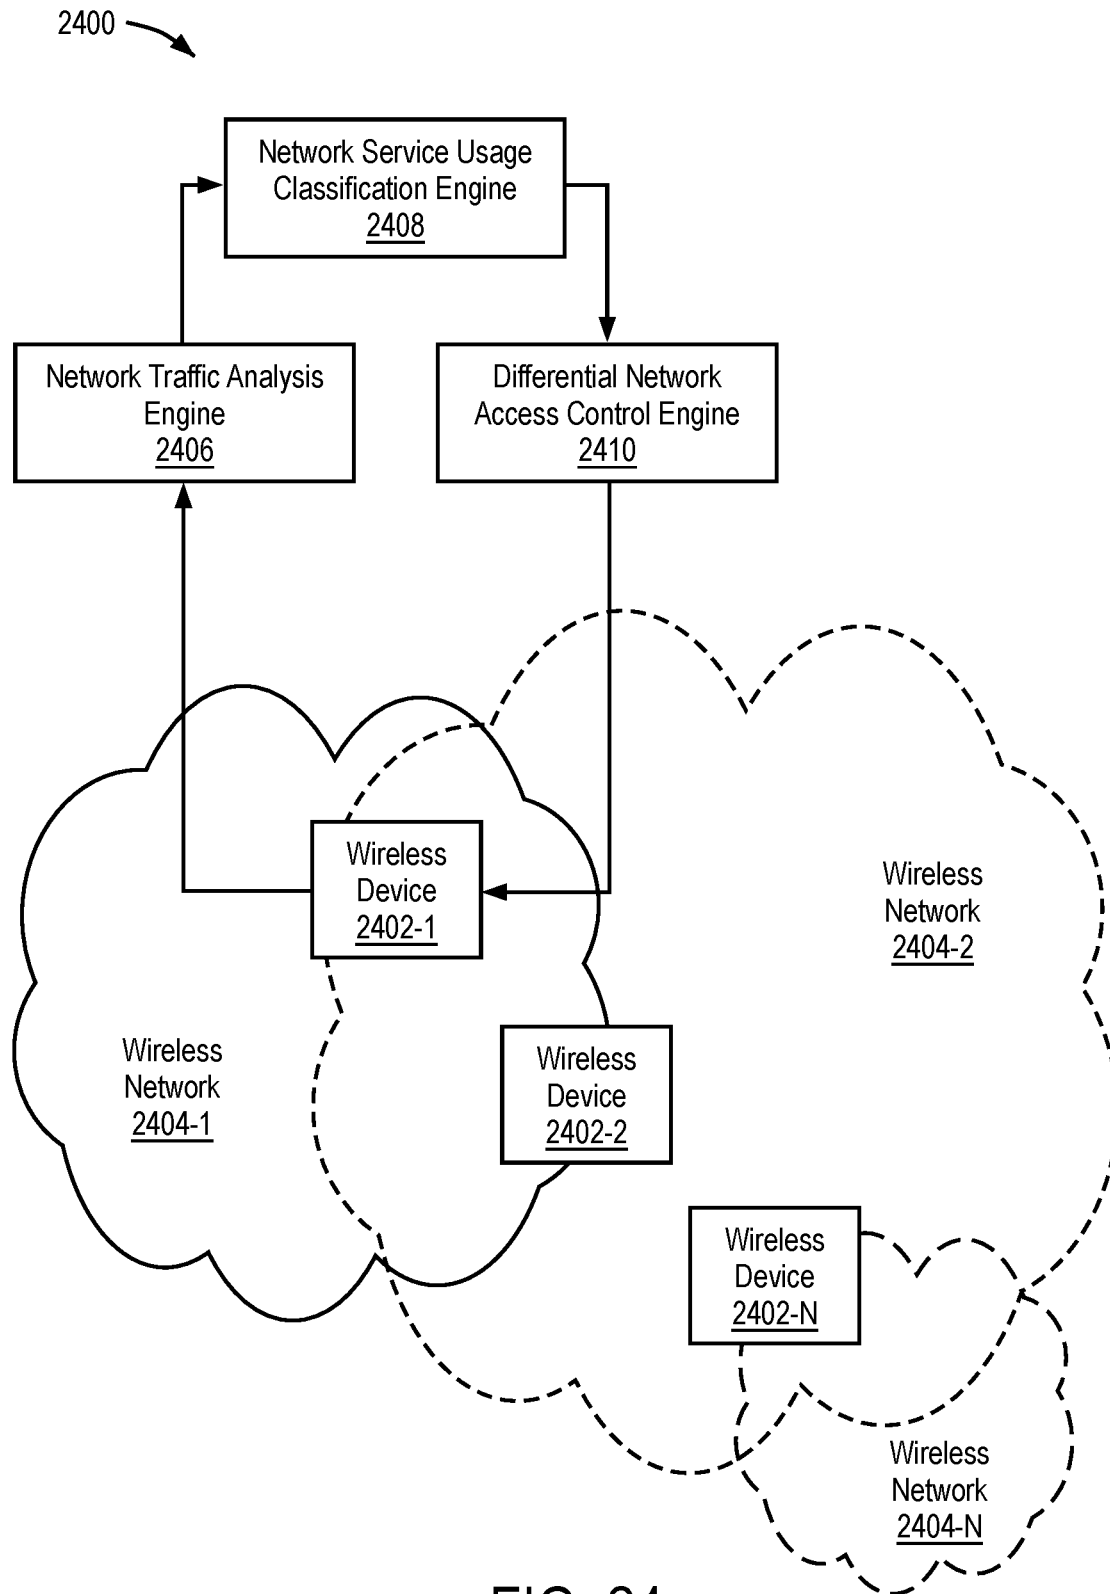 2400
Network Service Usage
Classification Engine
2408
Network Traffic Analysis
Engine
2406
Differential Network
Access Control Engine
2410
Wireless
Device
2402-1
Wireless
Network
2404-2
Wireless
Network
2404-1
Wireless
Device
2402-2
Wireless
Device
2402-N
Wireless
Network
2404-N
FIG. 24